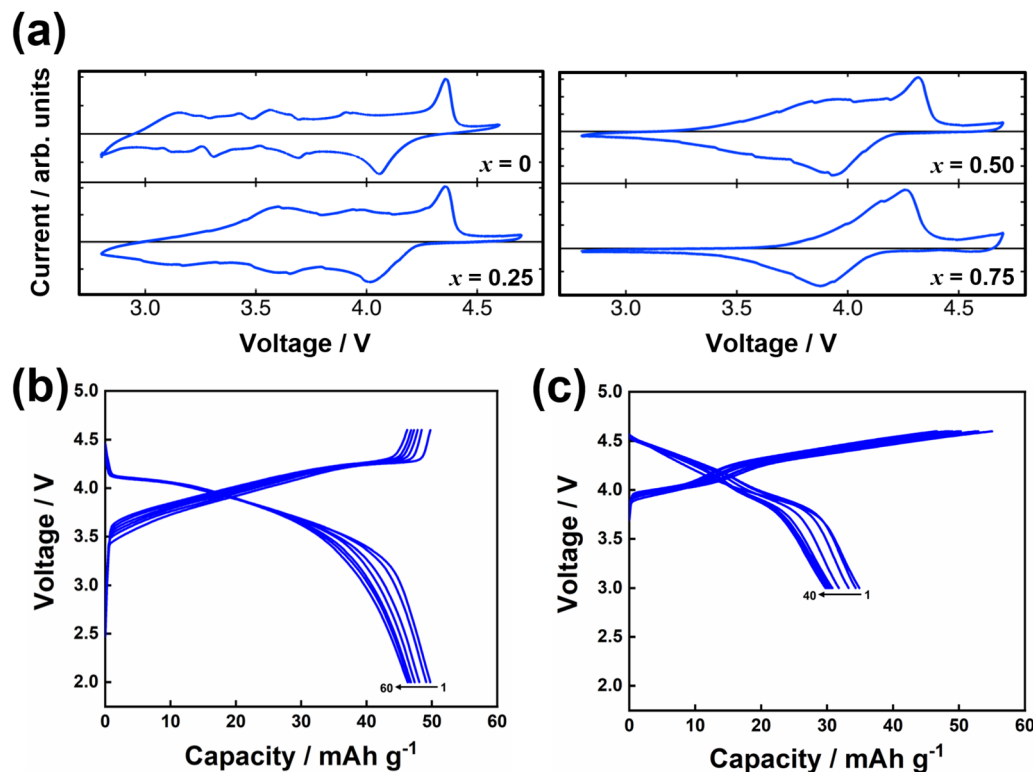 (a)
Current / arb. units
x = 0
x = 0.50
x = 0.25
x = 0.75
3.0 3.5 4.0 4.5
3.0 3.5 4.0 4.5
Voltage / V
Voltage / V
(b)
Voltage / V
5.0
4.5
4.0
3.5
3.0
2.5
2.0
60 1
0 10 20 30 40 50 60
Capacity / mAh g-1
(c)
Voltage / V
5.0
4.5
4.0
3.5
3.0
2.5
2.0
40 1
0 10 20 30 40 50 60
Capacity / mAh g-1